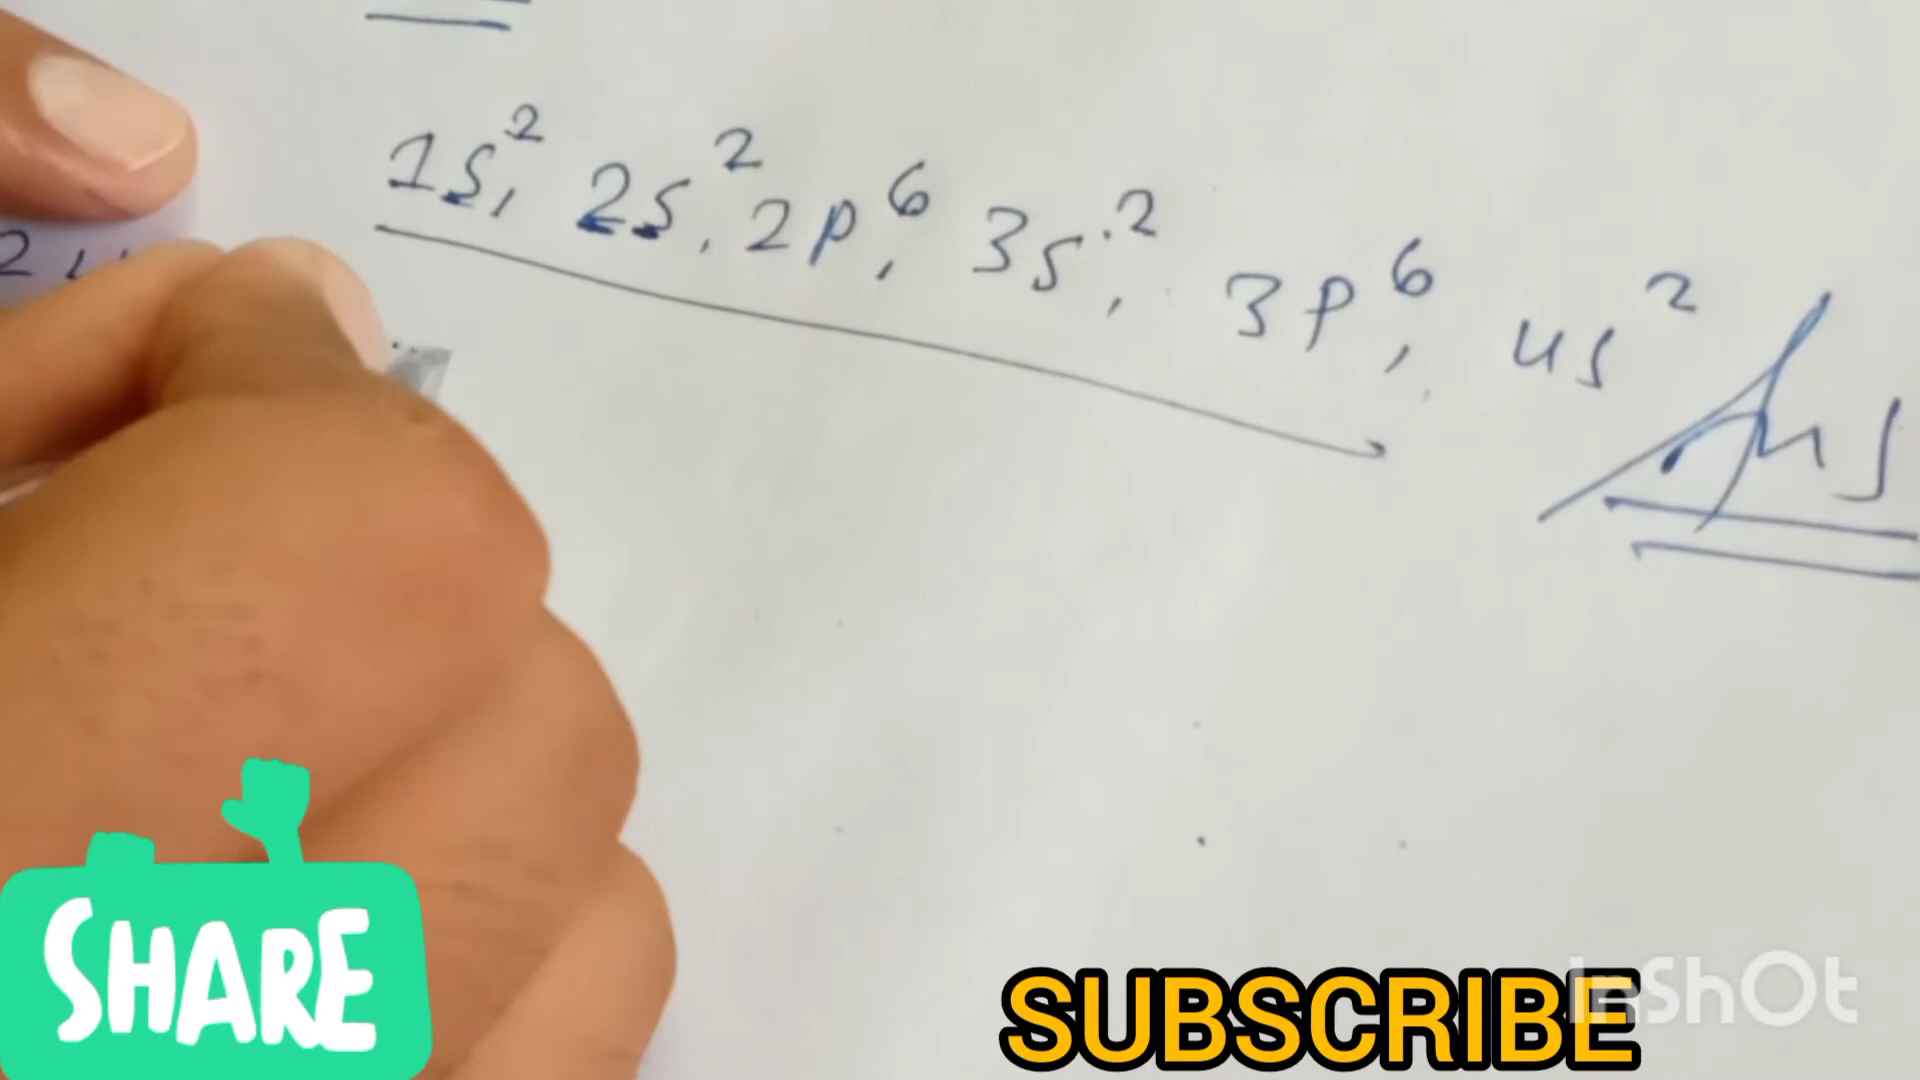 1s², 2s², 2p⁶, 3s², 3p⁶, 4s²
Ans
SHARE
SUBSCRIBE
InShOt